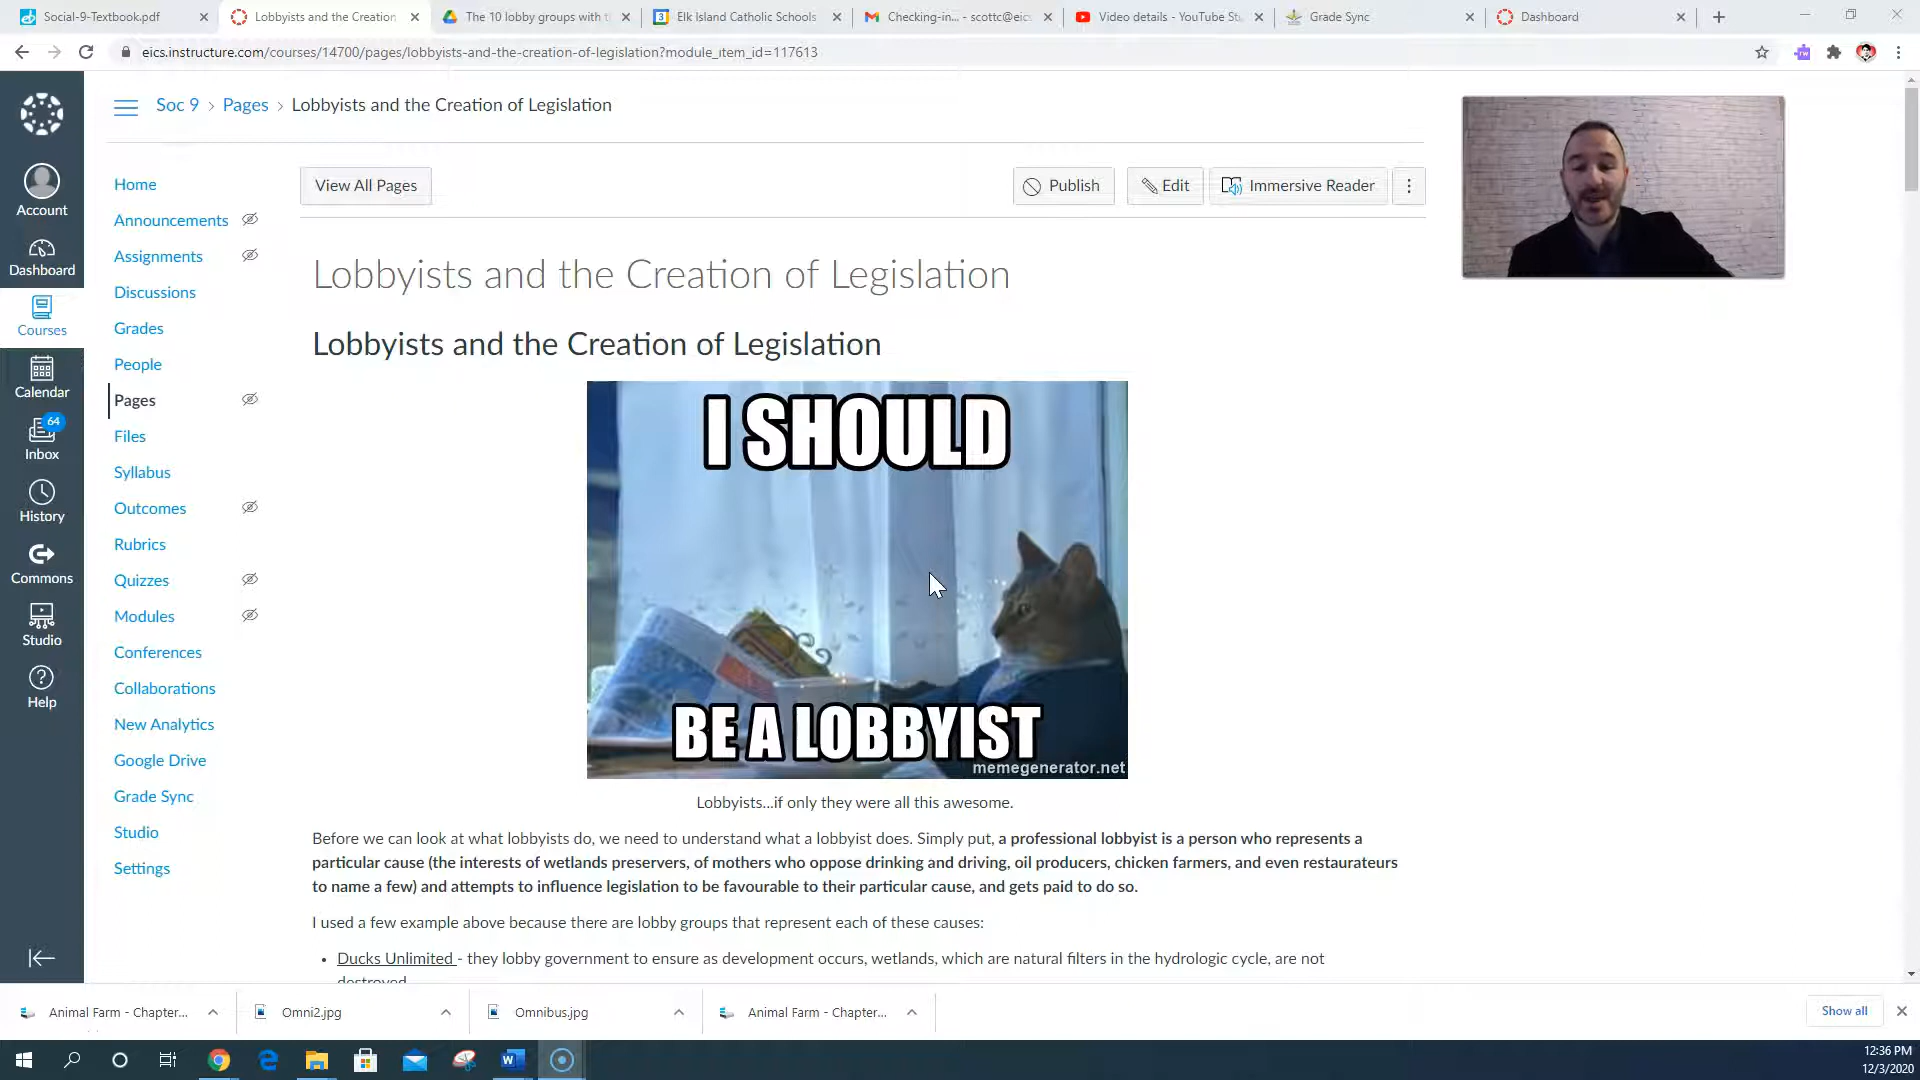 Social-9-Textbook.pdf
Lobbyists and the Creation
The 10 lobby groups with t
Elk Island Catholic Schools
Checking-in... - scottc@eic
Video details - YouTube St
Grade Sync
Dashboard
eics.instructure.com/courses/14700/pages/lobbyists-and-the-creation-of-legislation?module_item_id=117613
Soc 9 > Pages > Lobbyists and the Creation of Legislation
Account
Dashboard
Courses
Calendar
64
Inbox
History
Commons
Studio
Help
Home
Announcements
Assignments
Discussions
Grades
People
Pages
Files
Syllabus
Outcomes
Rubrics
Quizzes
Modules
Conferences
Collaborations
New Analytics
Google Drive
Grade Sync
Studio
Settings
View All Pages
Publish
Edit
Immersive Reader
Lobbyists and the Creation of Legislation
Lobbyists and the Creation of Legislation
I SHOULD
BE A LOBBYIST
memegenerator.net
Lobbyists...if only they were all this awesome.
Before we can look at what lobbyists do, we need to understand what a lobbyist does. Simply put, a professional lobbyist is a person who represents a
particular cause (the interests of wetlands preservers, of mothers who oppose drinking and driving, oil producers, chicken farmers, and even restaurateurs
to name a few) and attempts to influence legislation to be favourable to their particular cause, and gets paid to do so.
I used a few example above because there are lobby groups that represent each of these causes:
• Ducks Unlimited - they lobby government to ensure as development occurs, wetlands, which are natural filters in the hydrologic cycle, are not
destroyed
Animal Farm - Chapter...
Omni2.jpg
Omnibus.jpg
Animal Farm - Chapter...
Show all
12:36 PM
12/3/2020